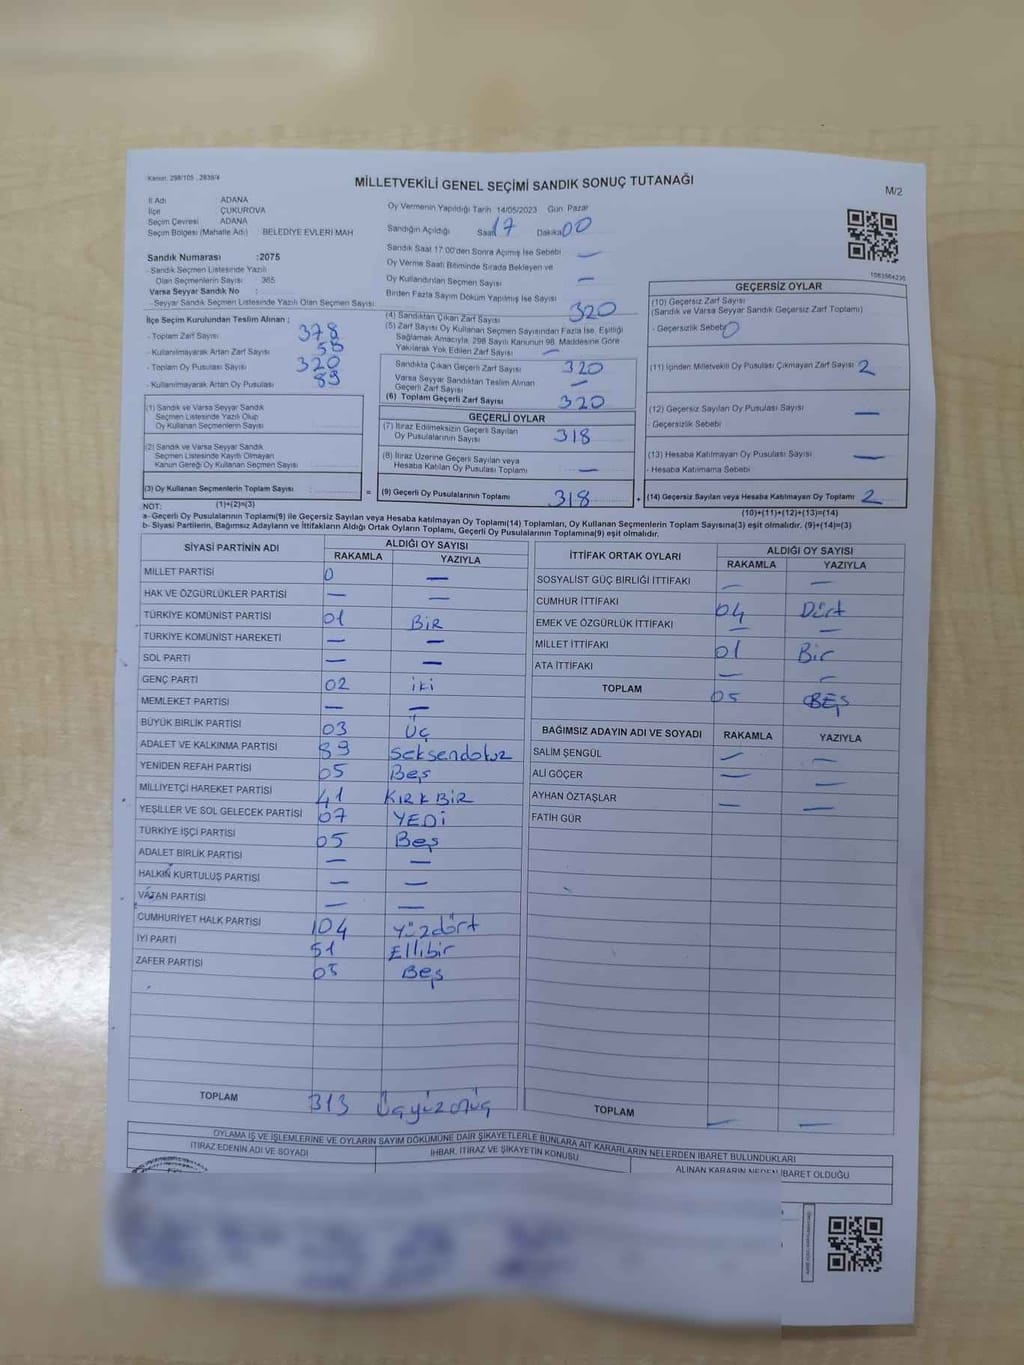 Kanun: 298/105 , 2839/4
MİLLETVEKİLİ GENEL SEÇİMİ SANDIK SONUÇ TUTANAĞI
M/2
İl Adı ADANA
İlçe ÇUKUROVA
Seçim Çevresi ADANA
Seçim Bölgesi (Mahalle Adı) BELEDİYE EVLERİ MAH
Sandık Numarası :2075
- Sandık Seçmen Listesinde Yazılı
Olan Seçmenlerin Sayısı 365
Varsa Seyyar Sandık No :
- Seyyar Sandık Seçmen Listesinde Yazılı Olan Seçmen Sayısı:
İlçe Seçim Kurulundan Teslim Alınan ;
- Toplam Zarf Sayısı 378
- Kullanılmayarak Artan Zarf Sayısı 58
- Toplam Oy Pusulası Sayısı 320
- Kullanılmayarak Artan Oy Pusulası
(1) Sandık ve Varsa Seyyar Sandık
Seçmen Listesinde Yazılı Olup
Oy Kullanan Seçmenlerin Sayısı
(2) Sandık ve Varsa Seyyar Sandık
Seçmen Listesinde Kayıtlı Olmayan
Kanun Gereği Oy Kullanan Seçmen Sayısı
(3) Oy Kullanan Seçmenlerin Toplam Sayısı
(1)+(2)=(3)
Oy Vermenin Yapıldığı Tarih 14/05/2023 Gün Pazar
Sandığın Açıldığı Saat 17 Dakika 00
Sandık Saat 17:00'den Sonra Açılmış İse Sebebi —
Oy Verme Saati Bitiminde Sırada Bekleyen ve
Oy Kullandırılan Seçmen Sayısı —
Birden Fazla Sayım Döküm Yapılmış İse Sayısı
(4) Sandıktan Çıkan Zarf Sayısı 320
(5) Zarf Sayısı Oy Kullanan Seçmen Sayısından Fazla İse, Eşitliği
Sağlamak Amacıyla, 298 Sayılı Kanunun 98. Maddesine Göre
Yakılarak Yok Edilen Zarf Sayısı —
Sandıkta Çıkan Geçerli Zarf Sayısı 320
Varsa Seyyar Sandıktan Teslim Alınan
Geçerli Zarf Sayısı —
(6) Toplam Geçerli Zarf Sayısı 320
GEÇERLİ OYLAR
(7) İtiraz Edilmeksizin Geçerli Sayılan
Oy Pusulalarının Sayısı 318
(8) İtiraz Üzerine Geçerli Sayılan veya
Hesaba Katılan Oy Pusulası Toplamı —
= (9) Geçerli Oy Pusulalarının Toplamı 318
1083564235
GEÇERSİZ OYLAR
(10) Geçersiz Zarf Sayısı
(Sandık ve Varsa Seyyar Sandık Geçersiz Zarf Toplamı)
- Geçersizlik Sebebi 0
(11) İçinden Milletvekili Oy Pusulası Çıkmayan Zarf Sayısı 2
(12) Geçersiz Sayılan Oy Pusulası Sayısı —
- Geçersizlik Sebebi
(13) Hesaba Katılmayan Oy Pusulası Sayısı —
- Hesaba Katılmama Sebebi
+ (14) Geçersiz Sayılan veya Hesaba Katılmayan Oy Toplamı 2
(10)+(11)+(12)+(13)=(14)
NOT:
a- Geçerli Oy Pusulalarının Toplamı(9) ile Geçersiz Sayılan veya Hesaba katılmayan Oy Toplamı(14) Toplamları, Oy Kullanan Seçmenlerin Toplam Sayısına(3) eşit olmalıdır. (9)+(14)=(3)
b- Siyasi Partilerin, Bağımsız Adayların ve İttifakların Aldığı Ortak Oyların Toplamı, Geçerli Oy Pusulalarının Toplamına(9) eşit olmalıdır.
SİYASİ PARTİNİN ADI ALDIĞI OY SAYISI
RAKAMLA YAZIYLA
MİLLET PARTİSİ 0 —
HAK VE ÖZGÜRLÜKLER PARTİSİ — —
TÜRKİYE KOMÜNİST PARTİSİ 01 BİR
TÜRKİYE KOMÜNİST HAREKETİ — —
SOL PARTİ — —
GENÇ PARTİ 02 iki
MEMLEKET PARTİSİ — —
BÜYÜK BİRLİK PARTİSİ 03 Üç
ADALET VE KALKINMA PARTİSİ 89 Seksendokuz
YENİDEN REFAH PARTİSİ 05 Beş
MİLLİYETÇİ HAREKET PARTİSİ 41 KIRKBİR
YEŞİLLER VE SOL GELECEK PARTİSİ 07 YEDİ
TÜRKİYE İŞÇİ PARTİSİ 05 Beş
ADALET BİRLİK PARTİSİ — —
HALKIN KURTULUŞ PARTİSİ — —
VATAN PARTİSİ — —
CUMHURİYET HALK PARTİSİ 104 Yüzdört
İYİ PARTİ 51 Ellibir
ZAFER PARTİSİ 05 Beş
TOPLAM 313 Üçyüzonüç
İTTİFAK ORTAK OYLARI ALDIĞI OY SAYISI
RAKAMLA YAZIYLA
SOSYALİST GÜÇ BİRLİĞİ İTTİFAKI — —
CUMHUR İTTİFAKI 04 Dört
EMEK VE ÖZGÜRLÜK İTTİFAKI — —
MİLLET İTTİFAKI 01 Bir
ATA İTTİFAKI — —
TOPLAM 05 BEŞ
BAĞIMSIZ ADAYIN ADI VE SOYADI RAKAMLA YAZIYLA
SALİM ŞENGÜL — —
ALİ GÖÇER — —
AYHAN ÖZTAŞLAR — —
FATİH GÜR
TOPLAM — —
OYLAMA İŞ VE İŞLEMLERİNE VE OYLARIN SAYIM DÖKÜMÜNE DAİR ŞİKAYETLERLE BUNLARA AİT KARARLARIN NELERDEN İBARET BULUNDUKLARI
İTİRAZ EDENİN ADI VE SOYADI İHBAR, İTİRAZ VE ŞİKAYETİN KONUSU ALINAN KARARIN NEDEN İBARET OLDUĞU